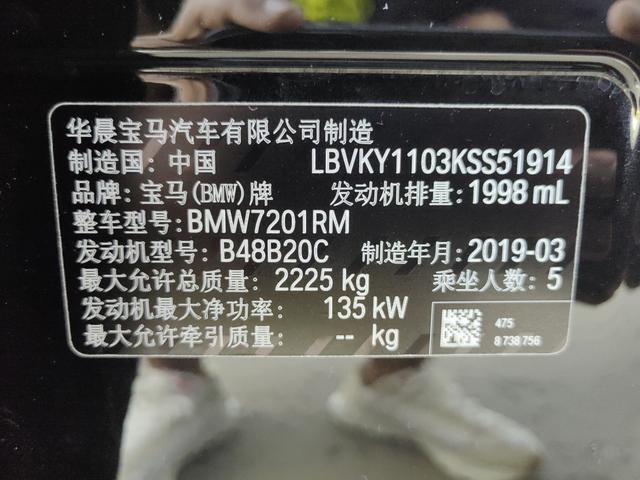 华晨宝马汽车有限公司制造
制造国: 中国 LBVKY1103KSS51914
品牌: 宝马(BMW)牌 发动机排量: 1998 mL
整车型号: BMW7201RM
发动机型号: B48B20C 制造年月: 2019-03
最大允许总质量: 2225 kg 乘坐人数: 5
发动机最大净功率: 135 kW
最大允许牵引质量: -- kg
475
8 738 756